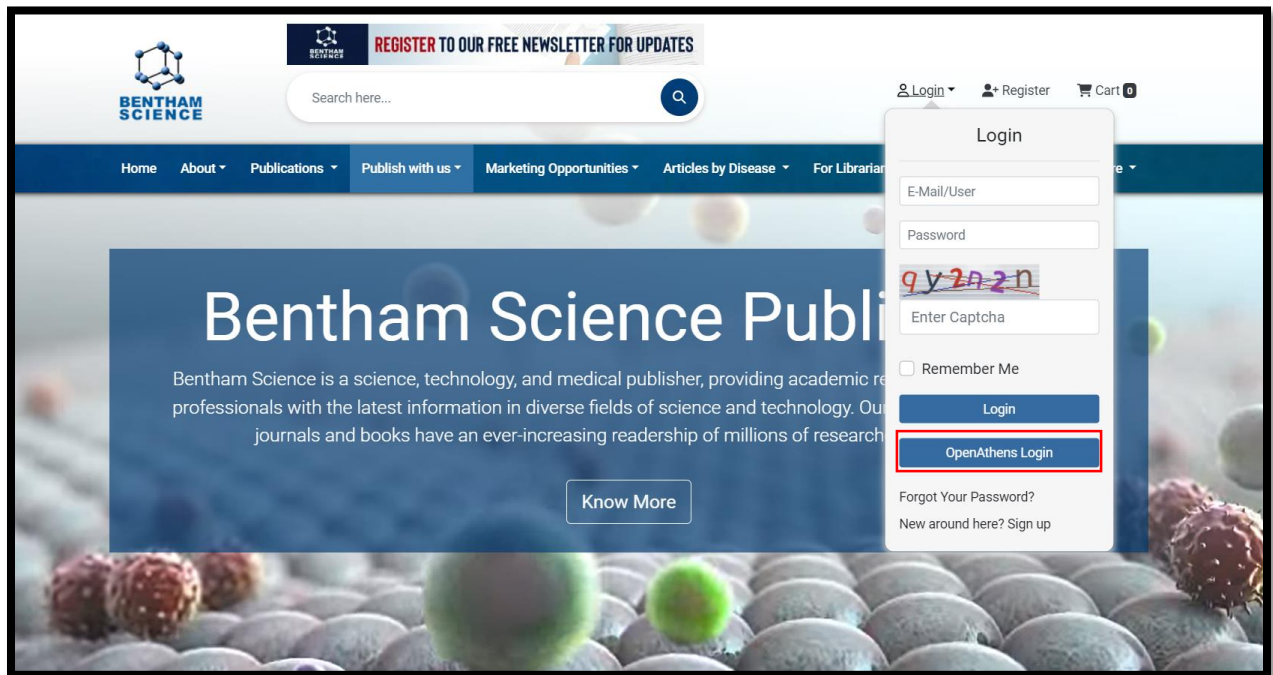 BENTHAM SCIENCE
REGISTER TO OUR FREE NEWSLETTER FOR UPDATES
BENTHAM
SCIENCE
Search here...
Login
Register
Cart 0
Home About Publications Publish with us Marketing Opportunities Articles by Disease For Librarian
Login
E-Mail/User
Password
qy2n2n
Enter Captcha
Remember Me
Login
OpenAthens Login
Forgot Your Password?
New around here? Sign up
Bentham Science Publi
Bentham Science is a science, technology, and medical publisher, providing academic re
professionals with the latest information in diverse fields of science and technology. Ou
journals and books have an ever-increasing readership of millions of research
Know More